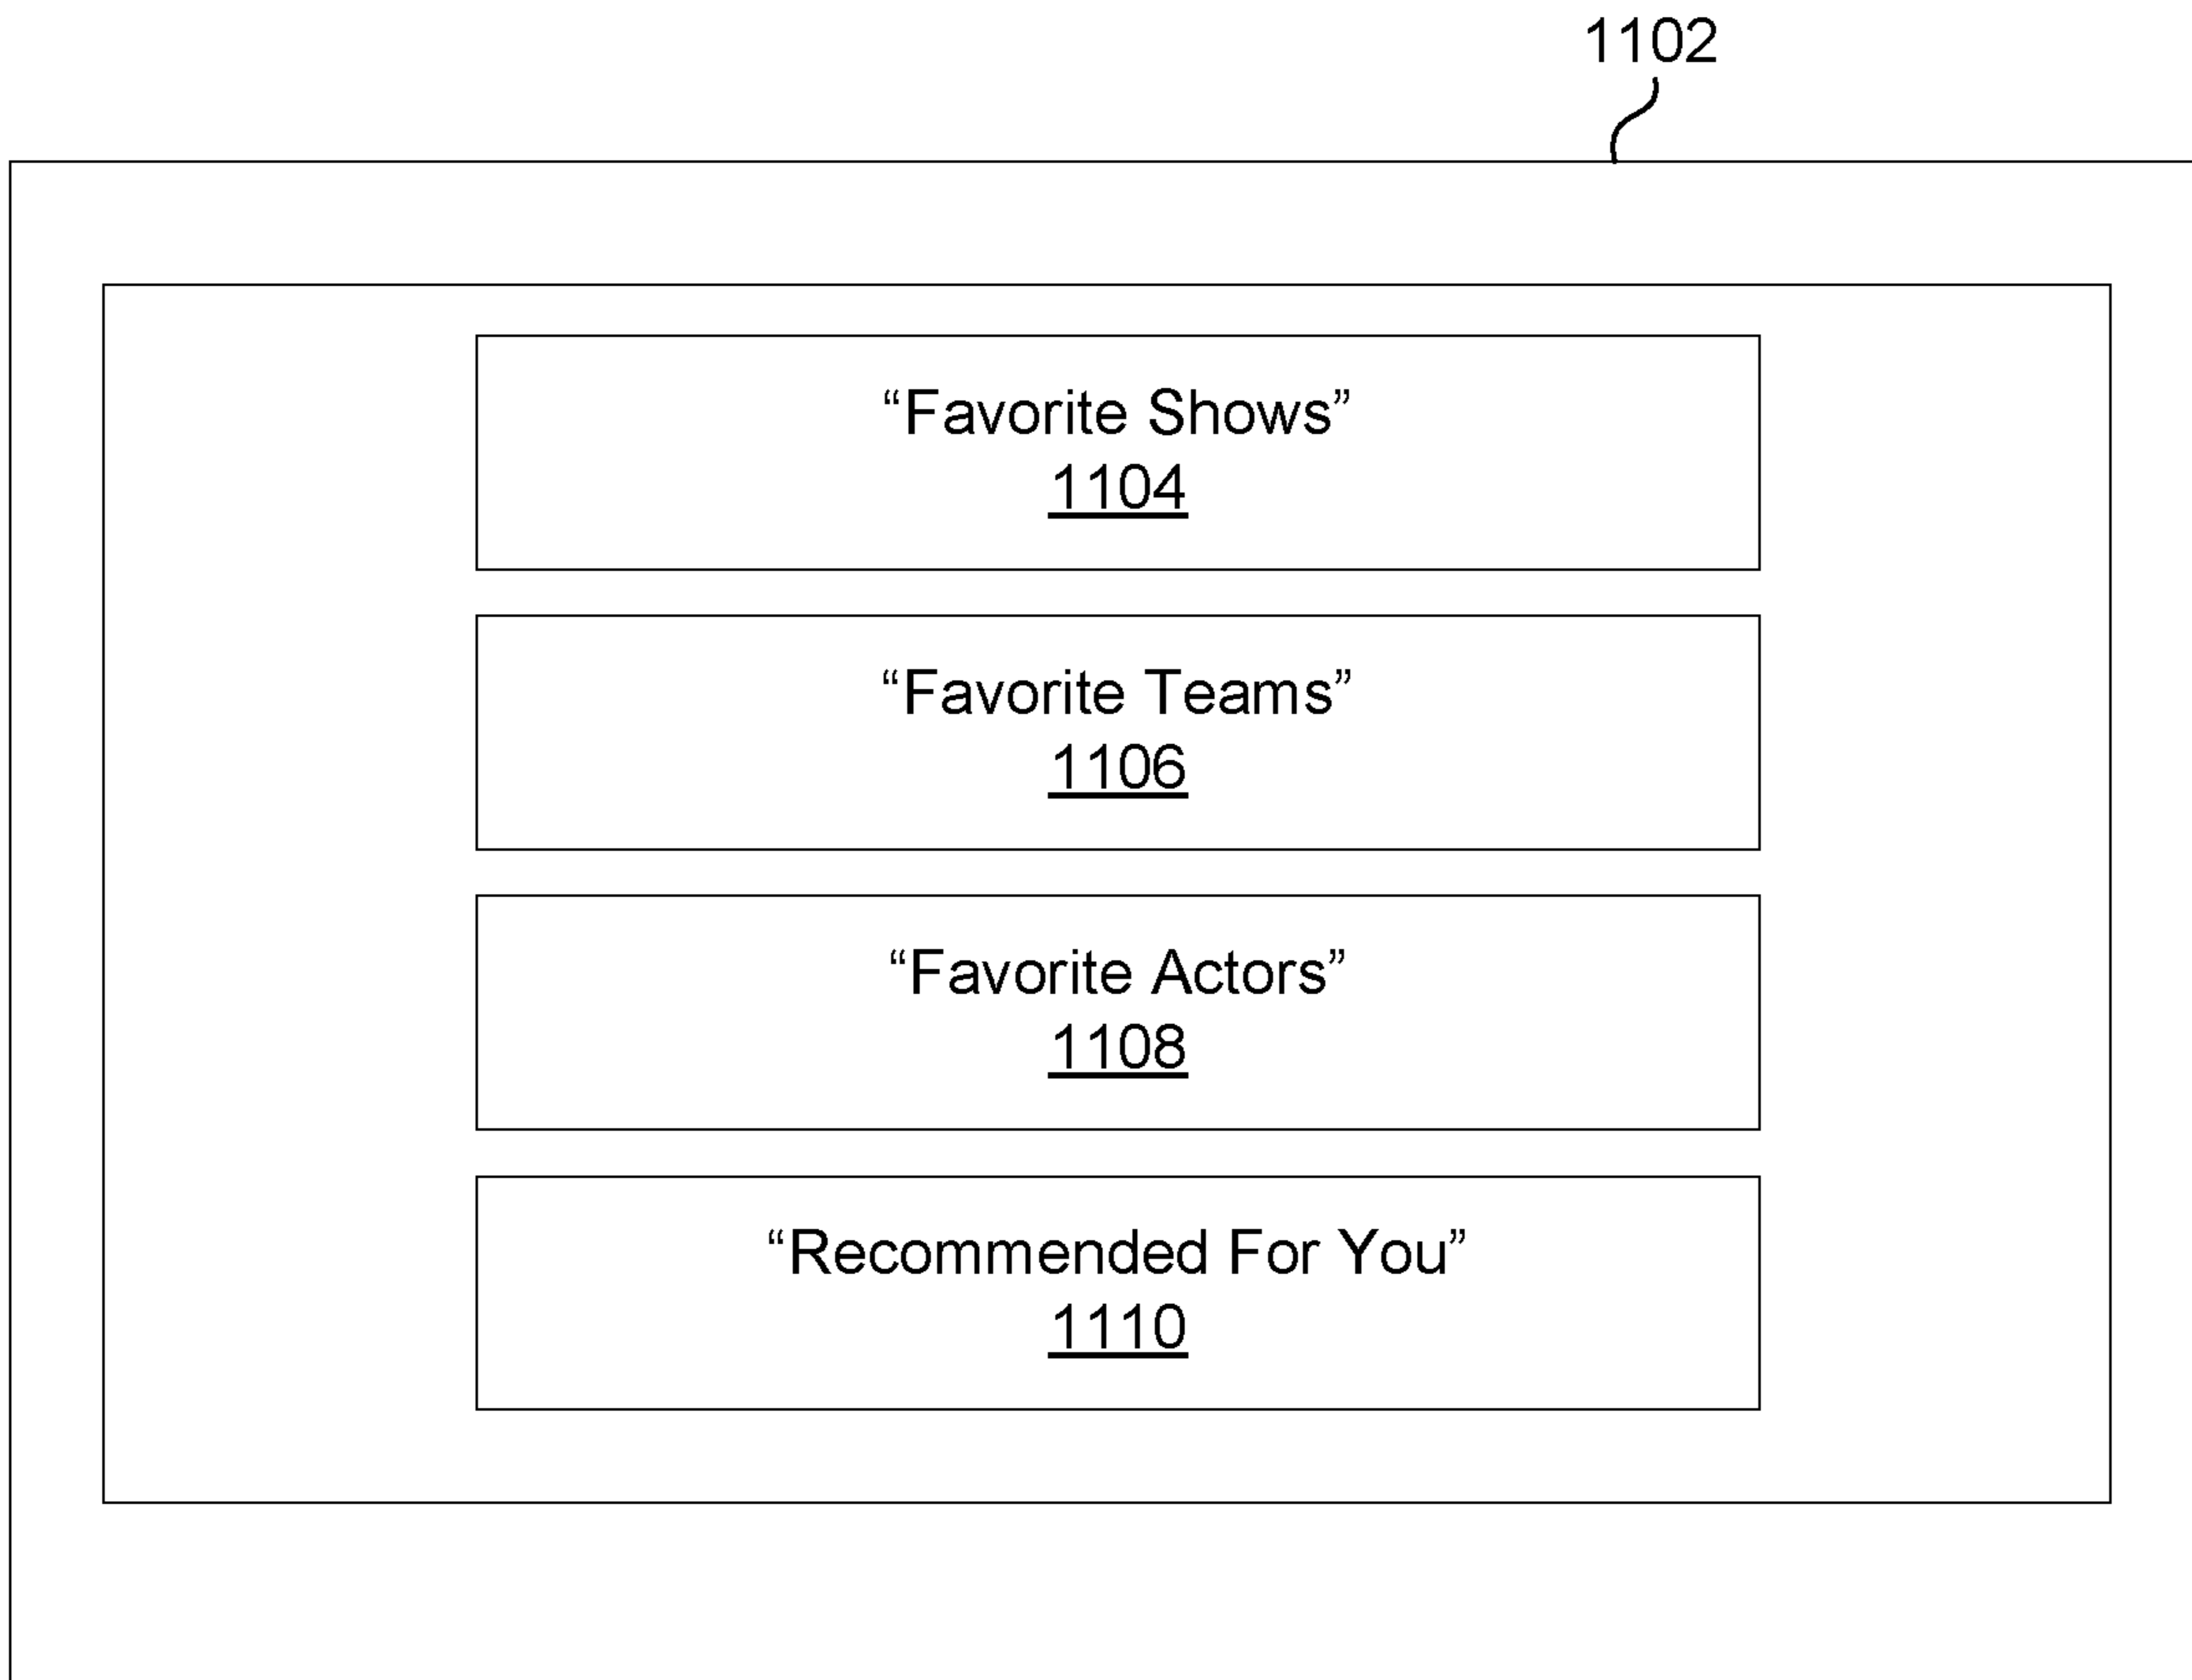 1102
“Favorite Shows”
1104
“Favorite Teams”
1106
“Favorite Actors”
1108
“Recommended For You”
1110